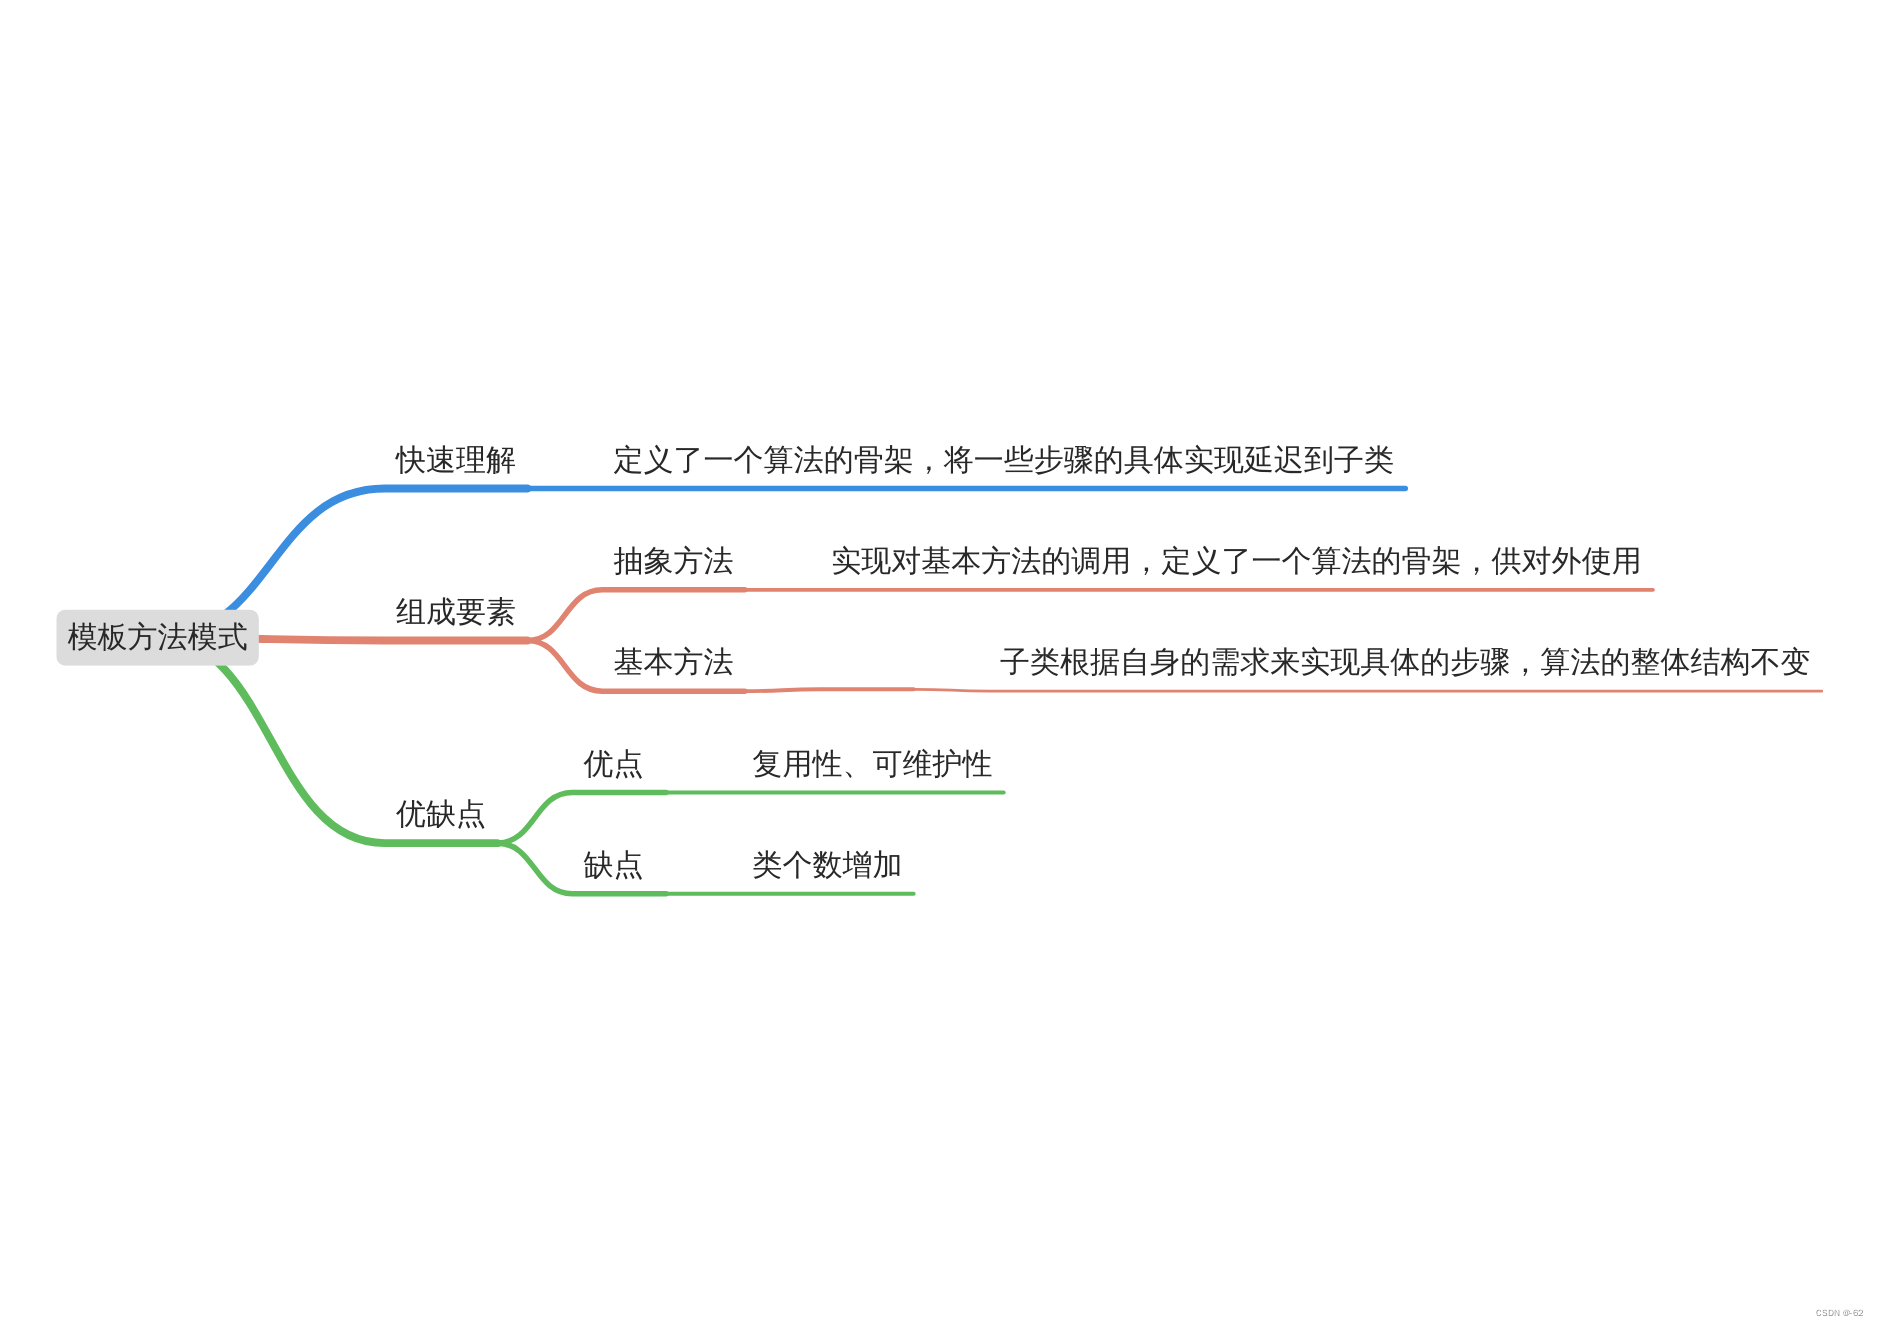 模板方法模式
快速理解
定义了一个算法的骨架，将一些步骤的具体实现延迟到子类
组成要素
抽象方法
实现对基本方法的调用，定义了一个算法的骨架，供对外使用
基本方法
子类根据自身的需求来实现具体的步骤，算法的整体结构不变
优缺点
优点
复用性、可维护性
缺点
类个数增加
CSDN @-62